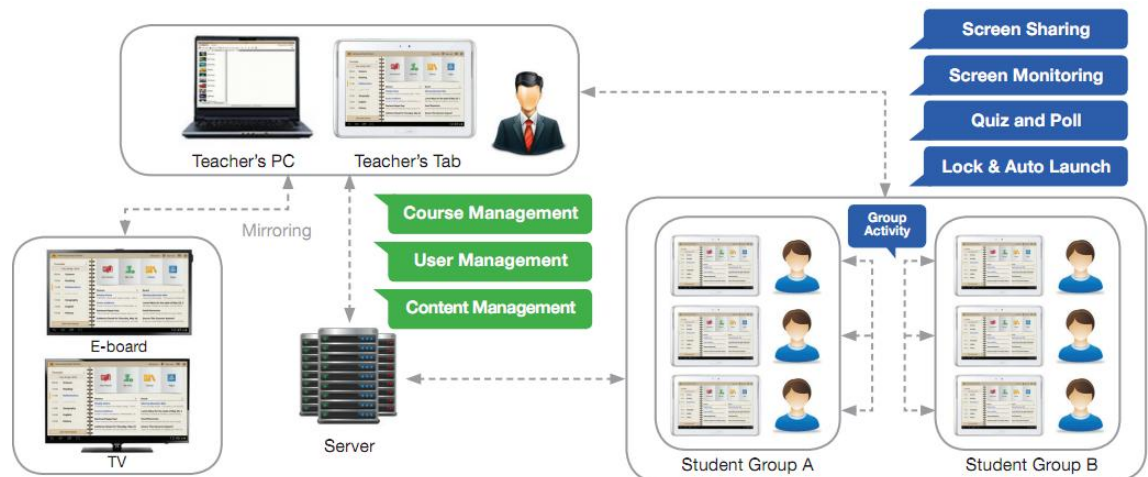 Screen Sharing
Screen Monitoring
Quiz and Poll
Lock & Auto Launch
Teacher's PC
Teacher's Tab
Mirroring
Course Management
User Management
Content Management
Group
Activity
E-board
TV
Server
Student Group A
Student Group B